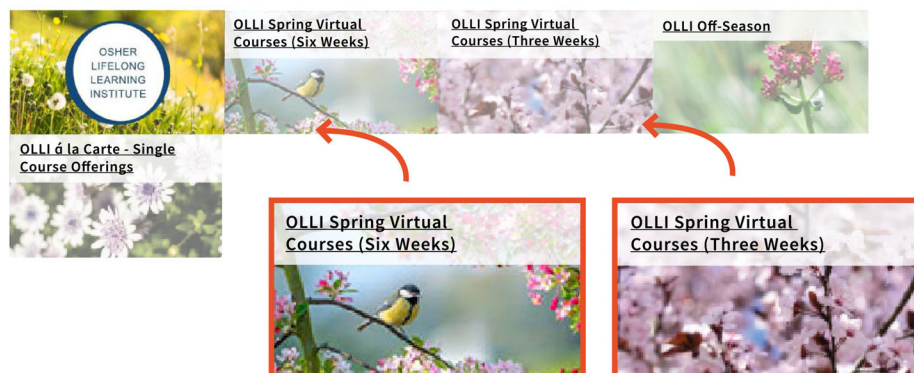 OSHER
LIFELONG
LEARNING
INSTITUTE
OLLI Spring Virtual
Courses (Six Weeks)
OLLI Spring Virtual
Courses (Three Weeks)
OLLI Off-Season
OLLI á la Carte - Single
Course Offerings
OLLI Spring Virtual
Courses (Six Weeks)
OLLI Spring Virtual
Courses (Three Weeks)